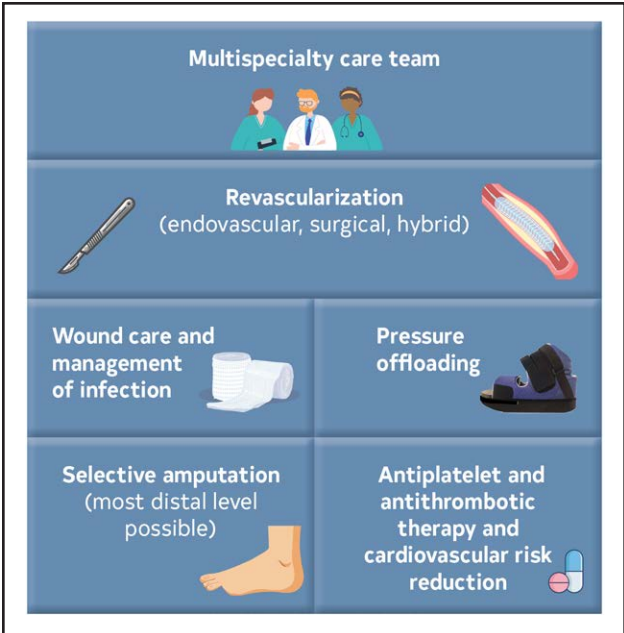 Multispecialty care team
Revascularization
(endovascular, surgical, hybrid)
Wound care and
management
of infection
Pressure
offloading
Selective amputation
(most distal level
possible)
Antiplatelet and
antithrombotic
therapy and
cardiovascular risk
reduction